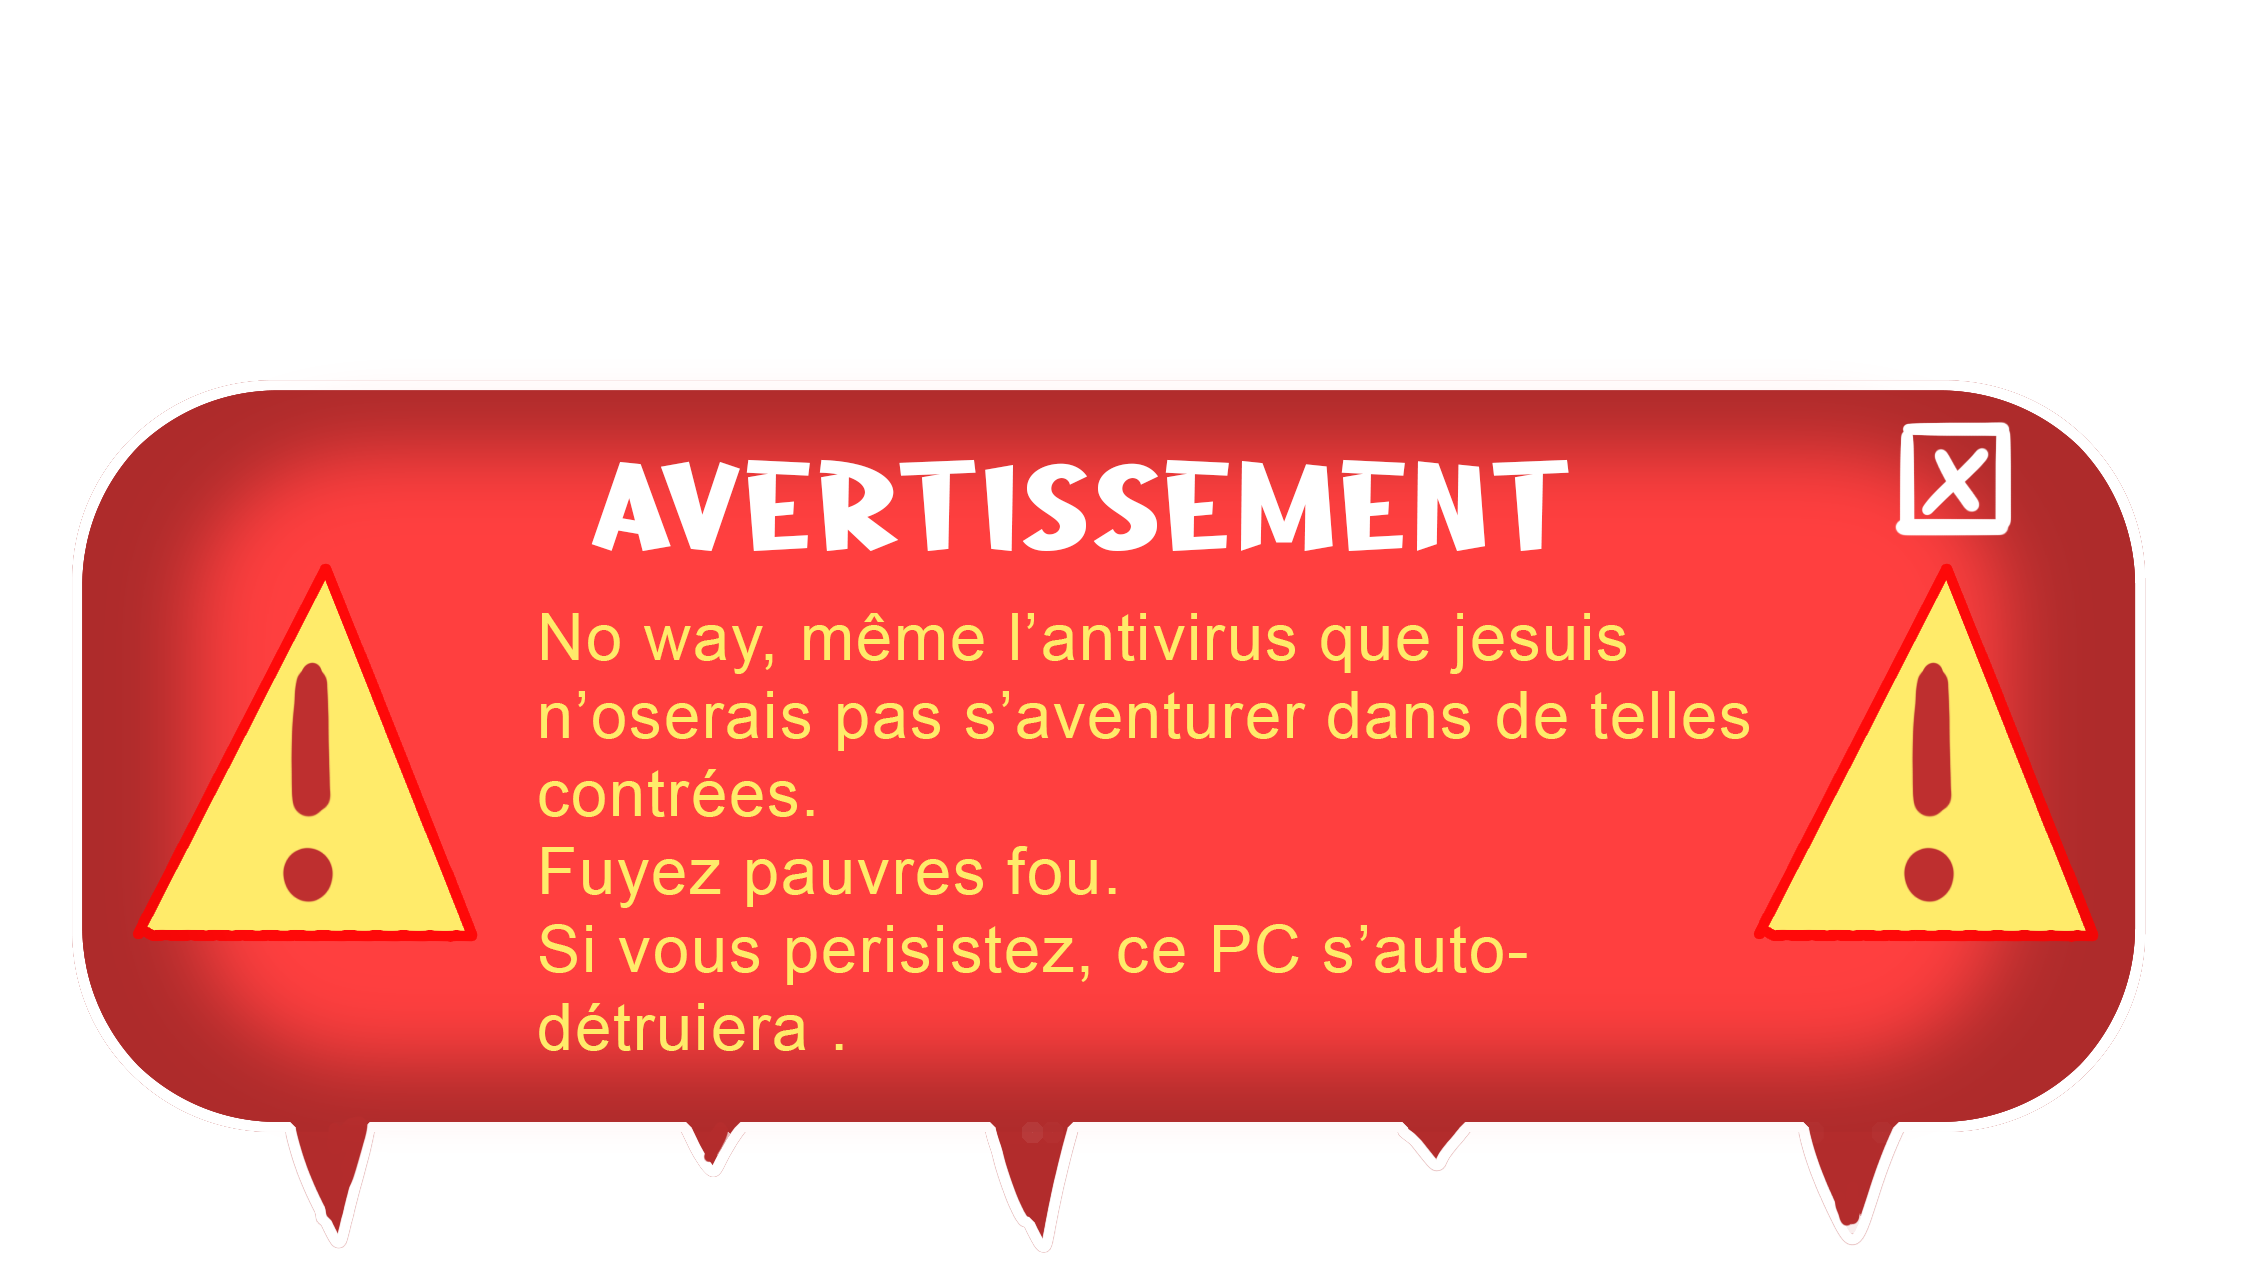 AVERTISSEMENT
No way, même l’antivirus que jesuis
n’oserais pas s’aventurer dans de telles
contrées.
Fuyez pauvres fou.
Si vous perisistez, ce PC s’auto-
détruiera .